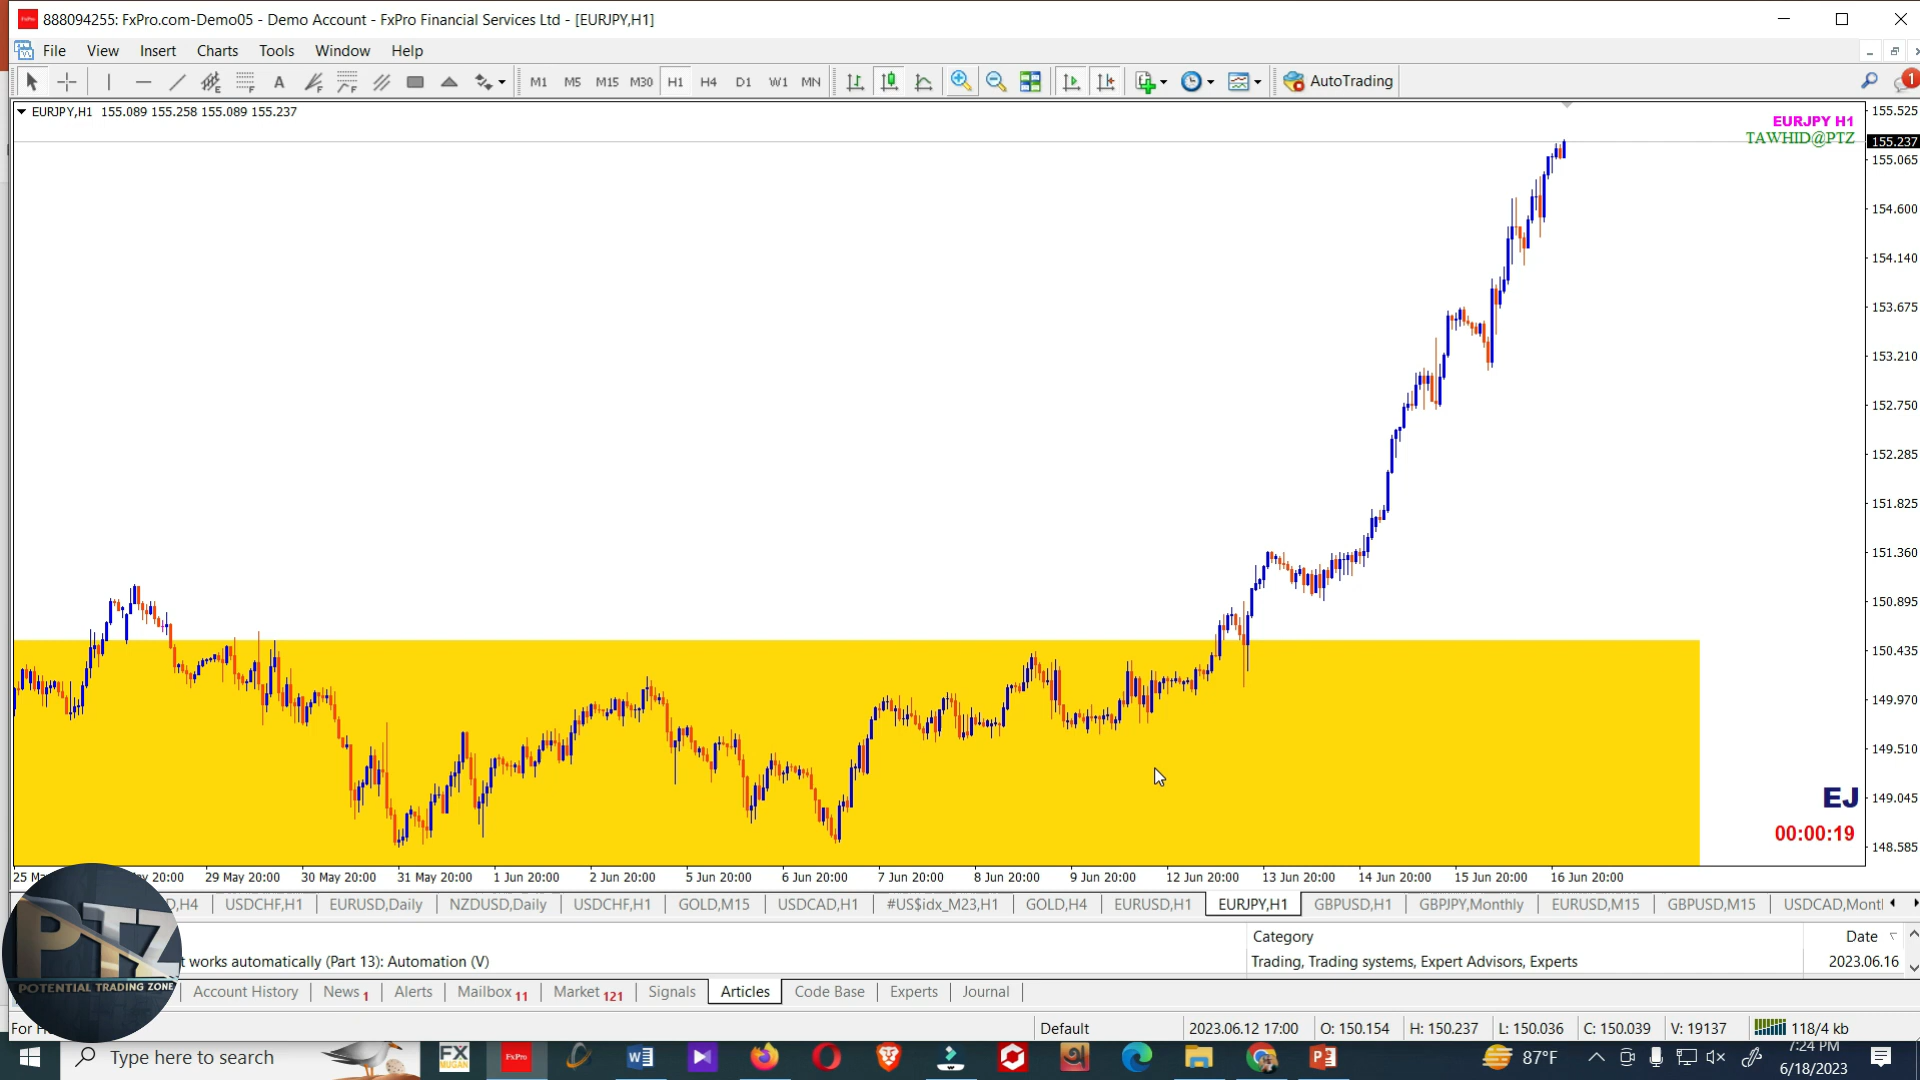 888094255: FxPro.com-Demo05 - Demo Account - FxPro Financial Services Ltd - [EURJPY,H1]
File View Insert Charts Tools Window Help
M1 M5 M15 M30 H1 H4 D1 W1 MN AutoTrading 1
EURJPY,H1 155.089 155.258 155.089 155.237
EURJPY H1
TAWHID@PTZ
155.525
155.237
155.065
154.600
154.140
153.675
153.210
152.750
152.285
151.825
151.360
150.895
150.435
149.970
149.510
149.045
148.585
EJ
00:00:19
20:00 29 May 20:00 30 May 20:00 31 May 20:00 1 Jun 20:00 2 Jun 20:00 5 Jun 20:00 6 Jun 20:00 7 Jun 20:00 8 Jun 20:00 9 Jun 20:00 12 Jun 20:00 13 Jun 20:00 14 Jun 20:00 15 Jun 20:00 16 Jun 20:00
USDCHF,H1 EURUSD,Daily NZDUSD,Daily USDCHF,H1 GOLD,M15 USDCAD,H1 #US$idx_M23,H1 GOLD,H4 EURUSD,H1 EURJPY,H1 GBPUSD,H1 GBPJPY,Monthly EURUSD,M15 GBPUSD,M15
Category Date
works automatically (Part 13): Automation (V) Trading, Trading systems, Expert Advisors, Experts 2023.06.16
Account History News 1 Alerts Mailbox 11 Market 121 Signals Articles Code Base Experts Journal
PTZ
POTENTIAL TRADING ZONE
For Default 2023.06.12 17:00 O: 150.154 H: 150.237 L: 150.036 C: 150.039 V: 19137 118/4 kb
Type here to search FX MUGAN FxPro 87°F 7:24 PM
6/18/2023